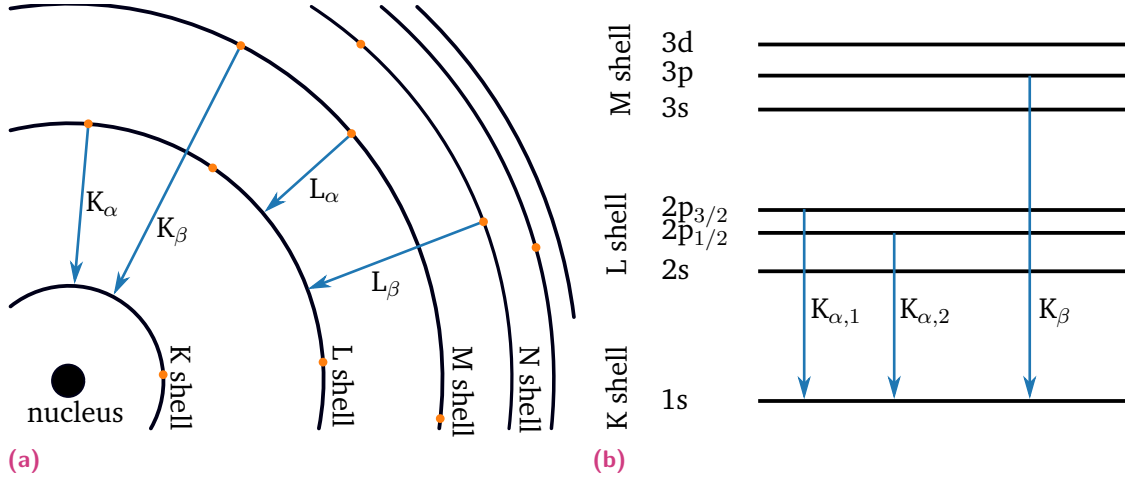 K_α
K_β
L_α
L_β
K shell
L shell
M shell
N shell
nucleus
(a)
M shell
3d
3p
3s
L shell
2p_{3/2}
2p_{1/2}
2s
K_{α,1}
K_{α,2}
K_β
K shell
1s
(b)